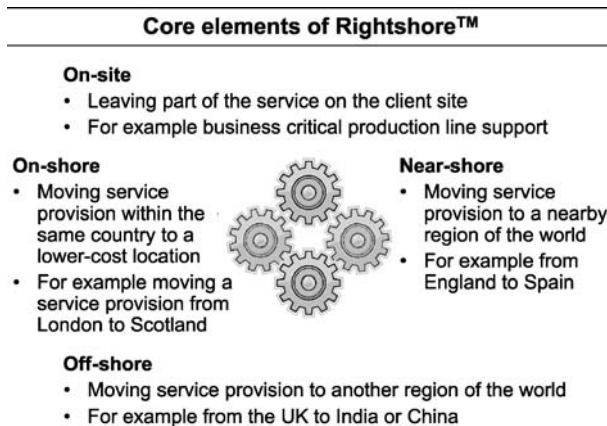 Core elements of Rightshore™
On-site
• Leaving part of the service on the client site
• For example business critical production line support
On-shore
• Moving service
provision within the
same country to a
lower-cost location
• For example moving a
service provision from
London to Scotland
Near-shore
• Moving service
provision to a nearby
region of the world
• For example from
England to Spain
Off-shore
• Moving service provision to another region of the world
• For example from the UK to India or China